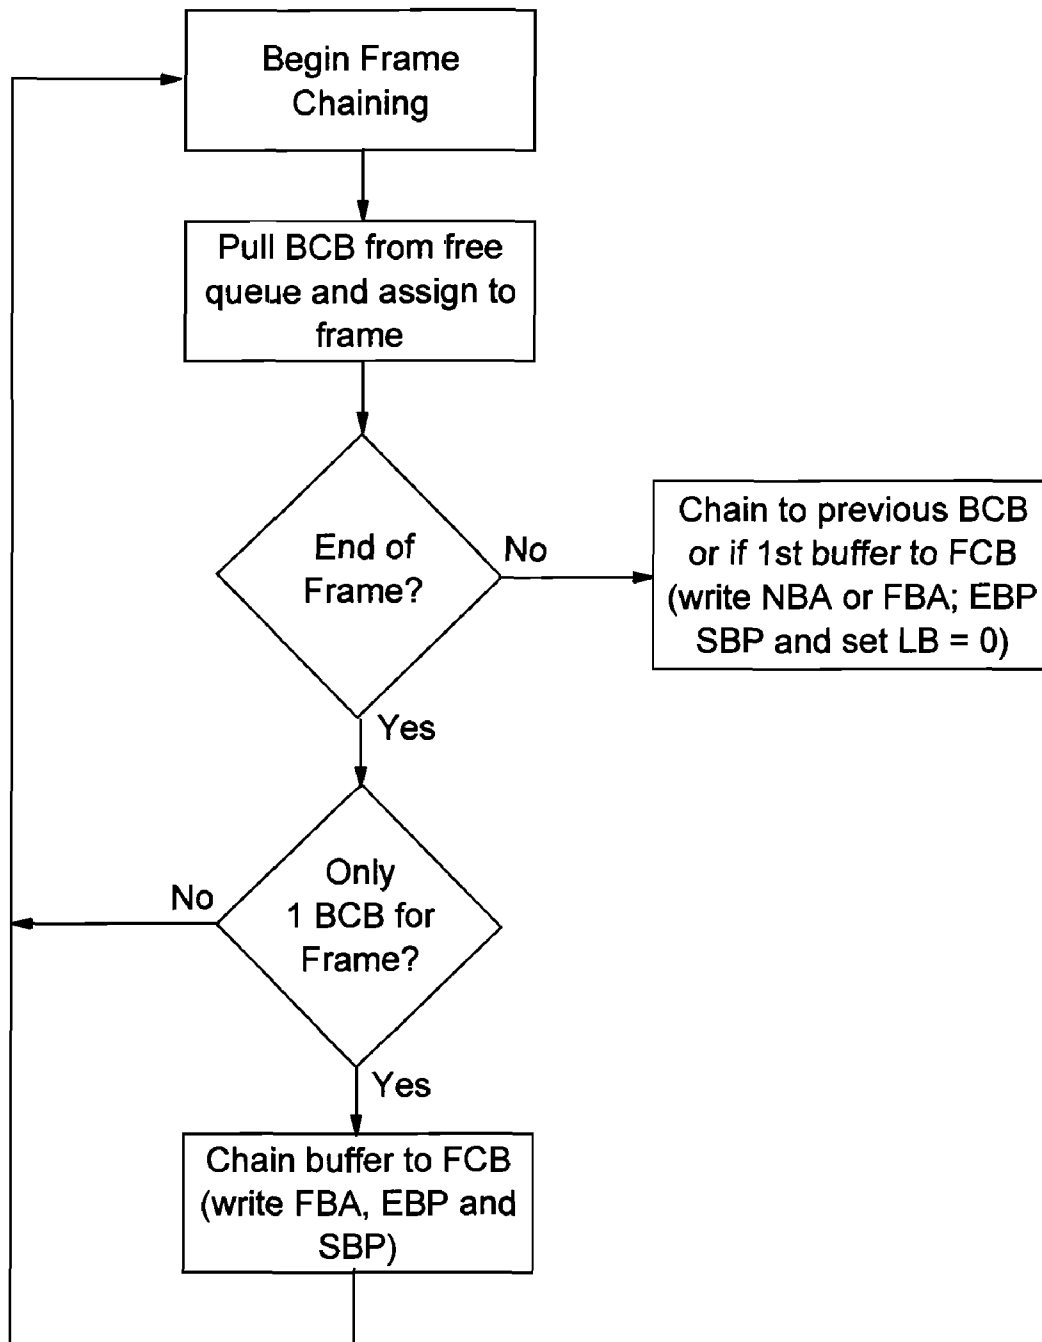 Begin Frame
Chaining
Pull BCB from free
queue and assign to
frame
End of
Frame?
No
Chain to previous BCB
or if 1st buffer to FCB
(write NBA or FBA; EBP
SBP and set LB = 0)
Yes
Only
1 BCB for
Frame?
No
Yes
Chain buffer to FCB
(write FBA, EBP and
SBP)